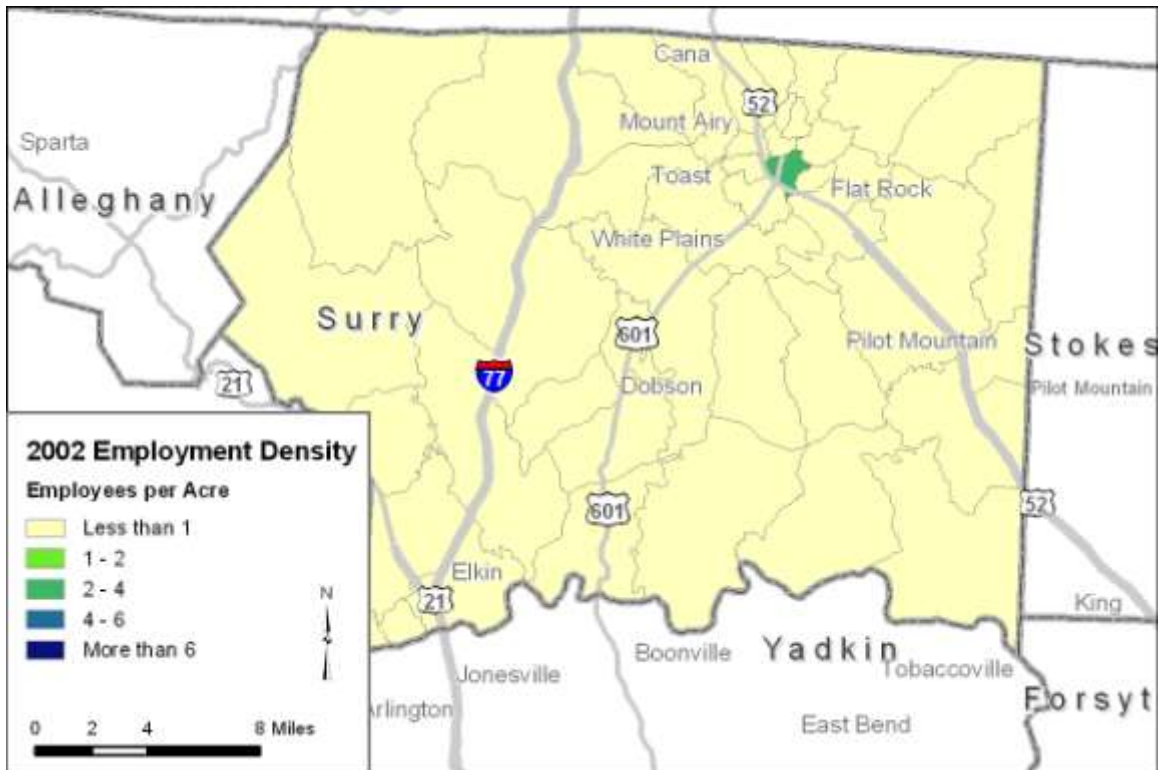 Cana
52
Mount Airy
Sparta
Toast
Alleghany
Flat Rock
White Plains
Surry
601
Pilot Mountain
Stokes
77
21
Dobson
Pilot Mountain
2002 Employment Density
Employees per Acre
Less than 1
1 - 2
2 - 4
4 - 6
More than 6
N
0 2 4 8 Miles
601
52
Elkin
21
King
Boonville
Yadkin
Tobaccoville
Jonesville
Forsyt
Arlington
East Bend